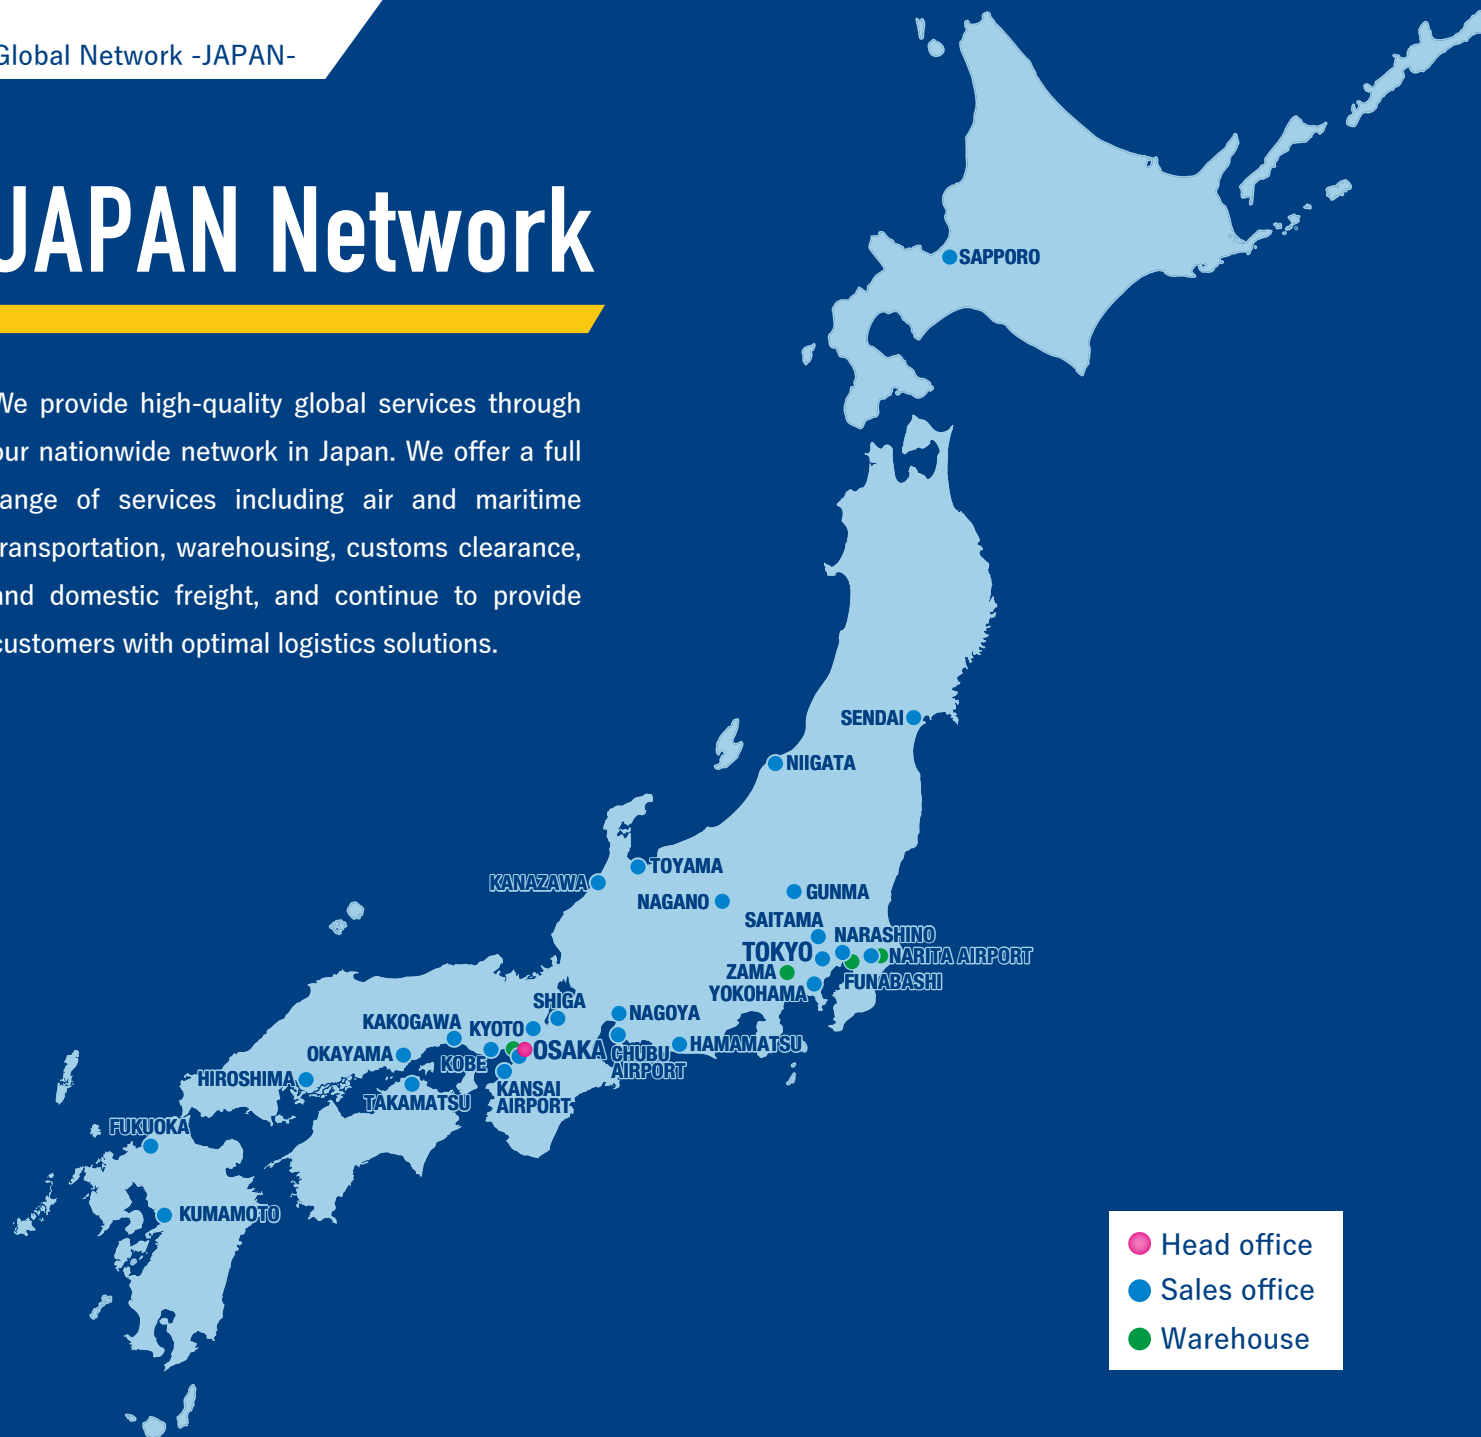 Global Network -JAPAN-
JAPAN Network
We provide high-quality global services through
our nationwide network in Japan. We offer a full
range of services including air and maritime
transportation, warehousing, customs clearance,
and domestic freight, and continue to provide
customers with optimal logistics solutions.
SAPPORO
SENDAI
NIIGATA
TOYAMA
KANAZAWA
NAGANO
GUNMA
SAITAMA
NARASHINO
TOKYO
NARITA AIRPORT
ZAMA
FUNABASHI
YOKOHAMA
SHIGA
NAGOYA
KAKOGAWA
KYOTO
HAMAMATSU
OKAYAMA
KOBE
OSAKA
CHUBU
AIRPORT
HIROSHIMA
TAKAMATSU
KANSAI
AIRPORT
FUKUOKA
KUMAMOTO
Head office
Sales office
Warehouse